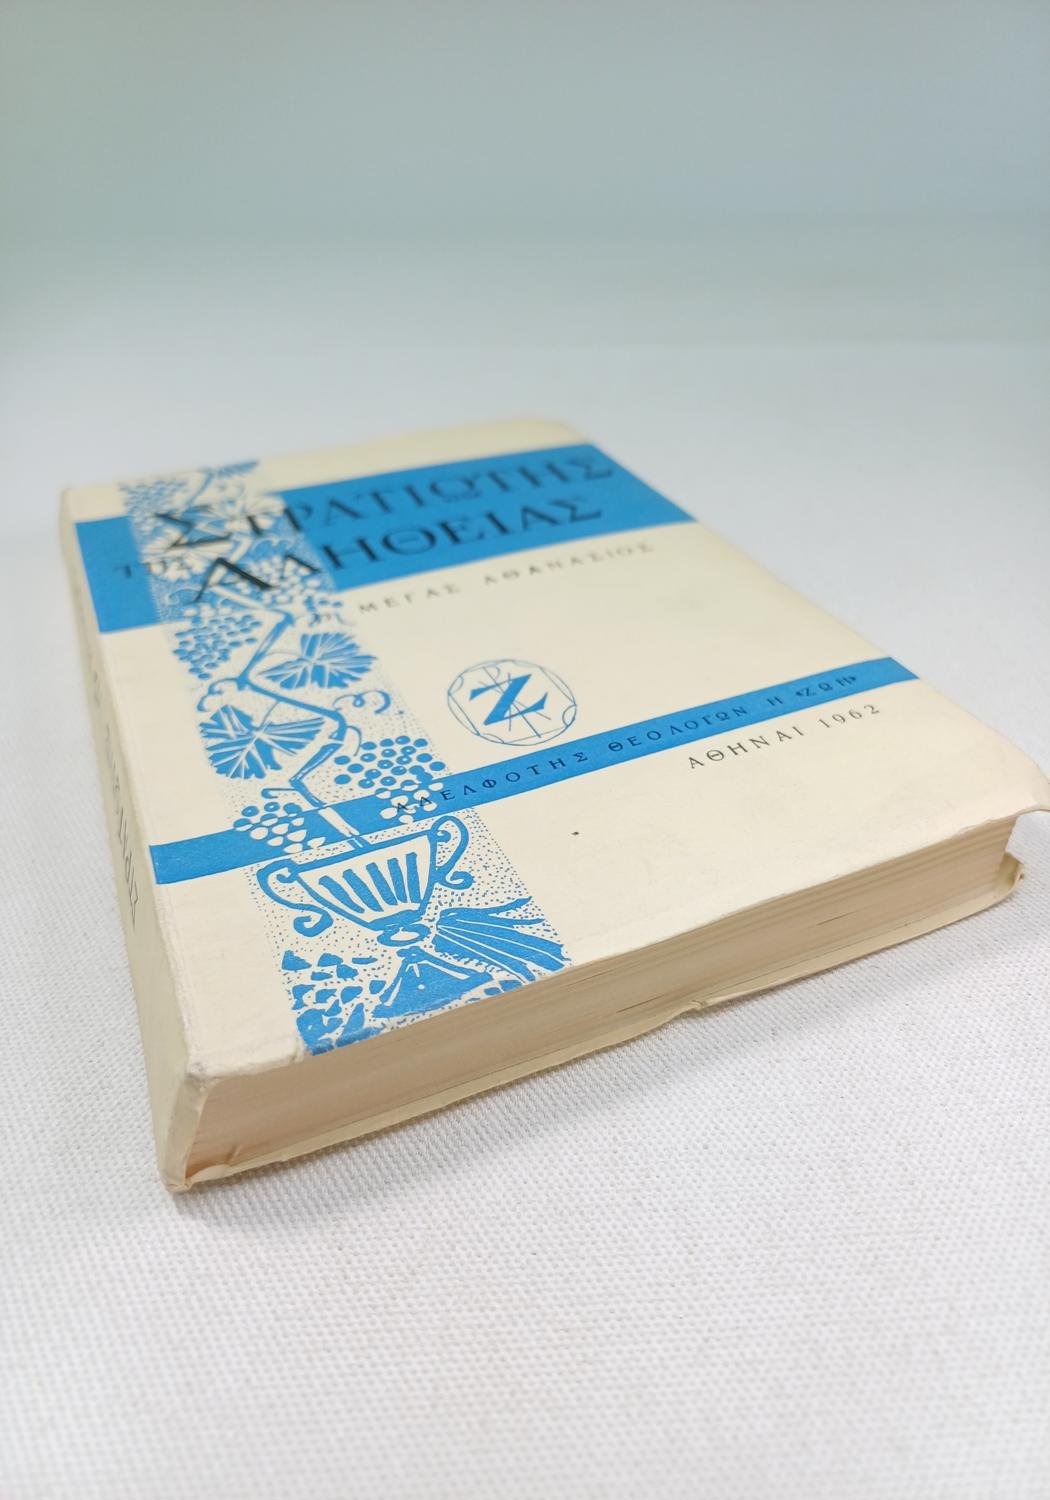 ΣΤΡΑΤΙΩΤΗΣ
ΤΗΣ ΑΛΗΘΕΙΑΣ
ΜΕΓΑΣ ΑΘΑΝΑΣΙΟΣ
Ζ
ΑΔΕΛΦΟΤΗΣ ΘΕΟΛΟΓΩΝ Η «ΖΩΗ»
ΑΘΗΝΑΙ 1962